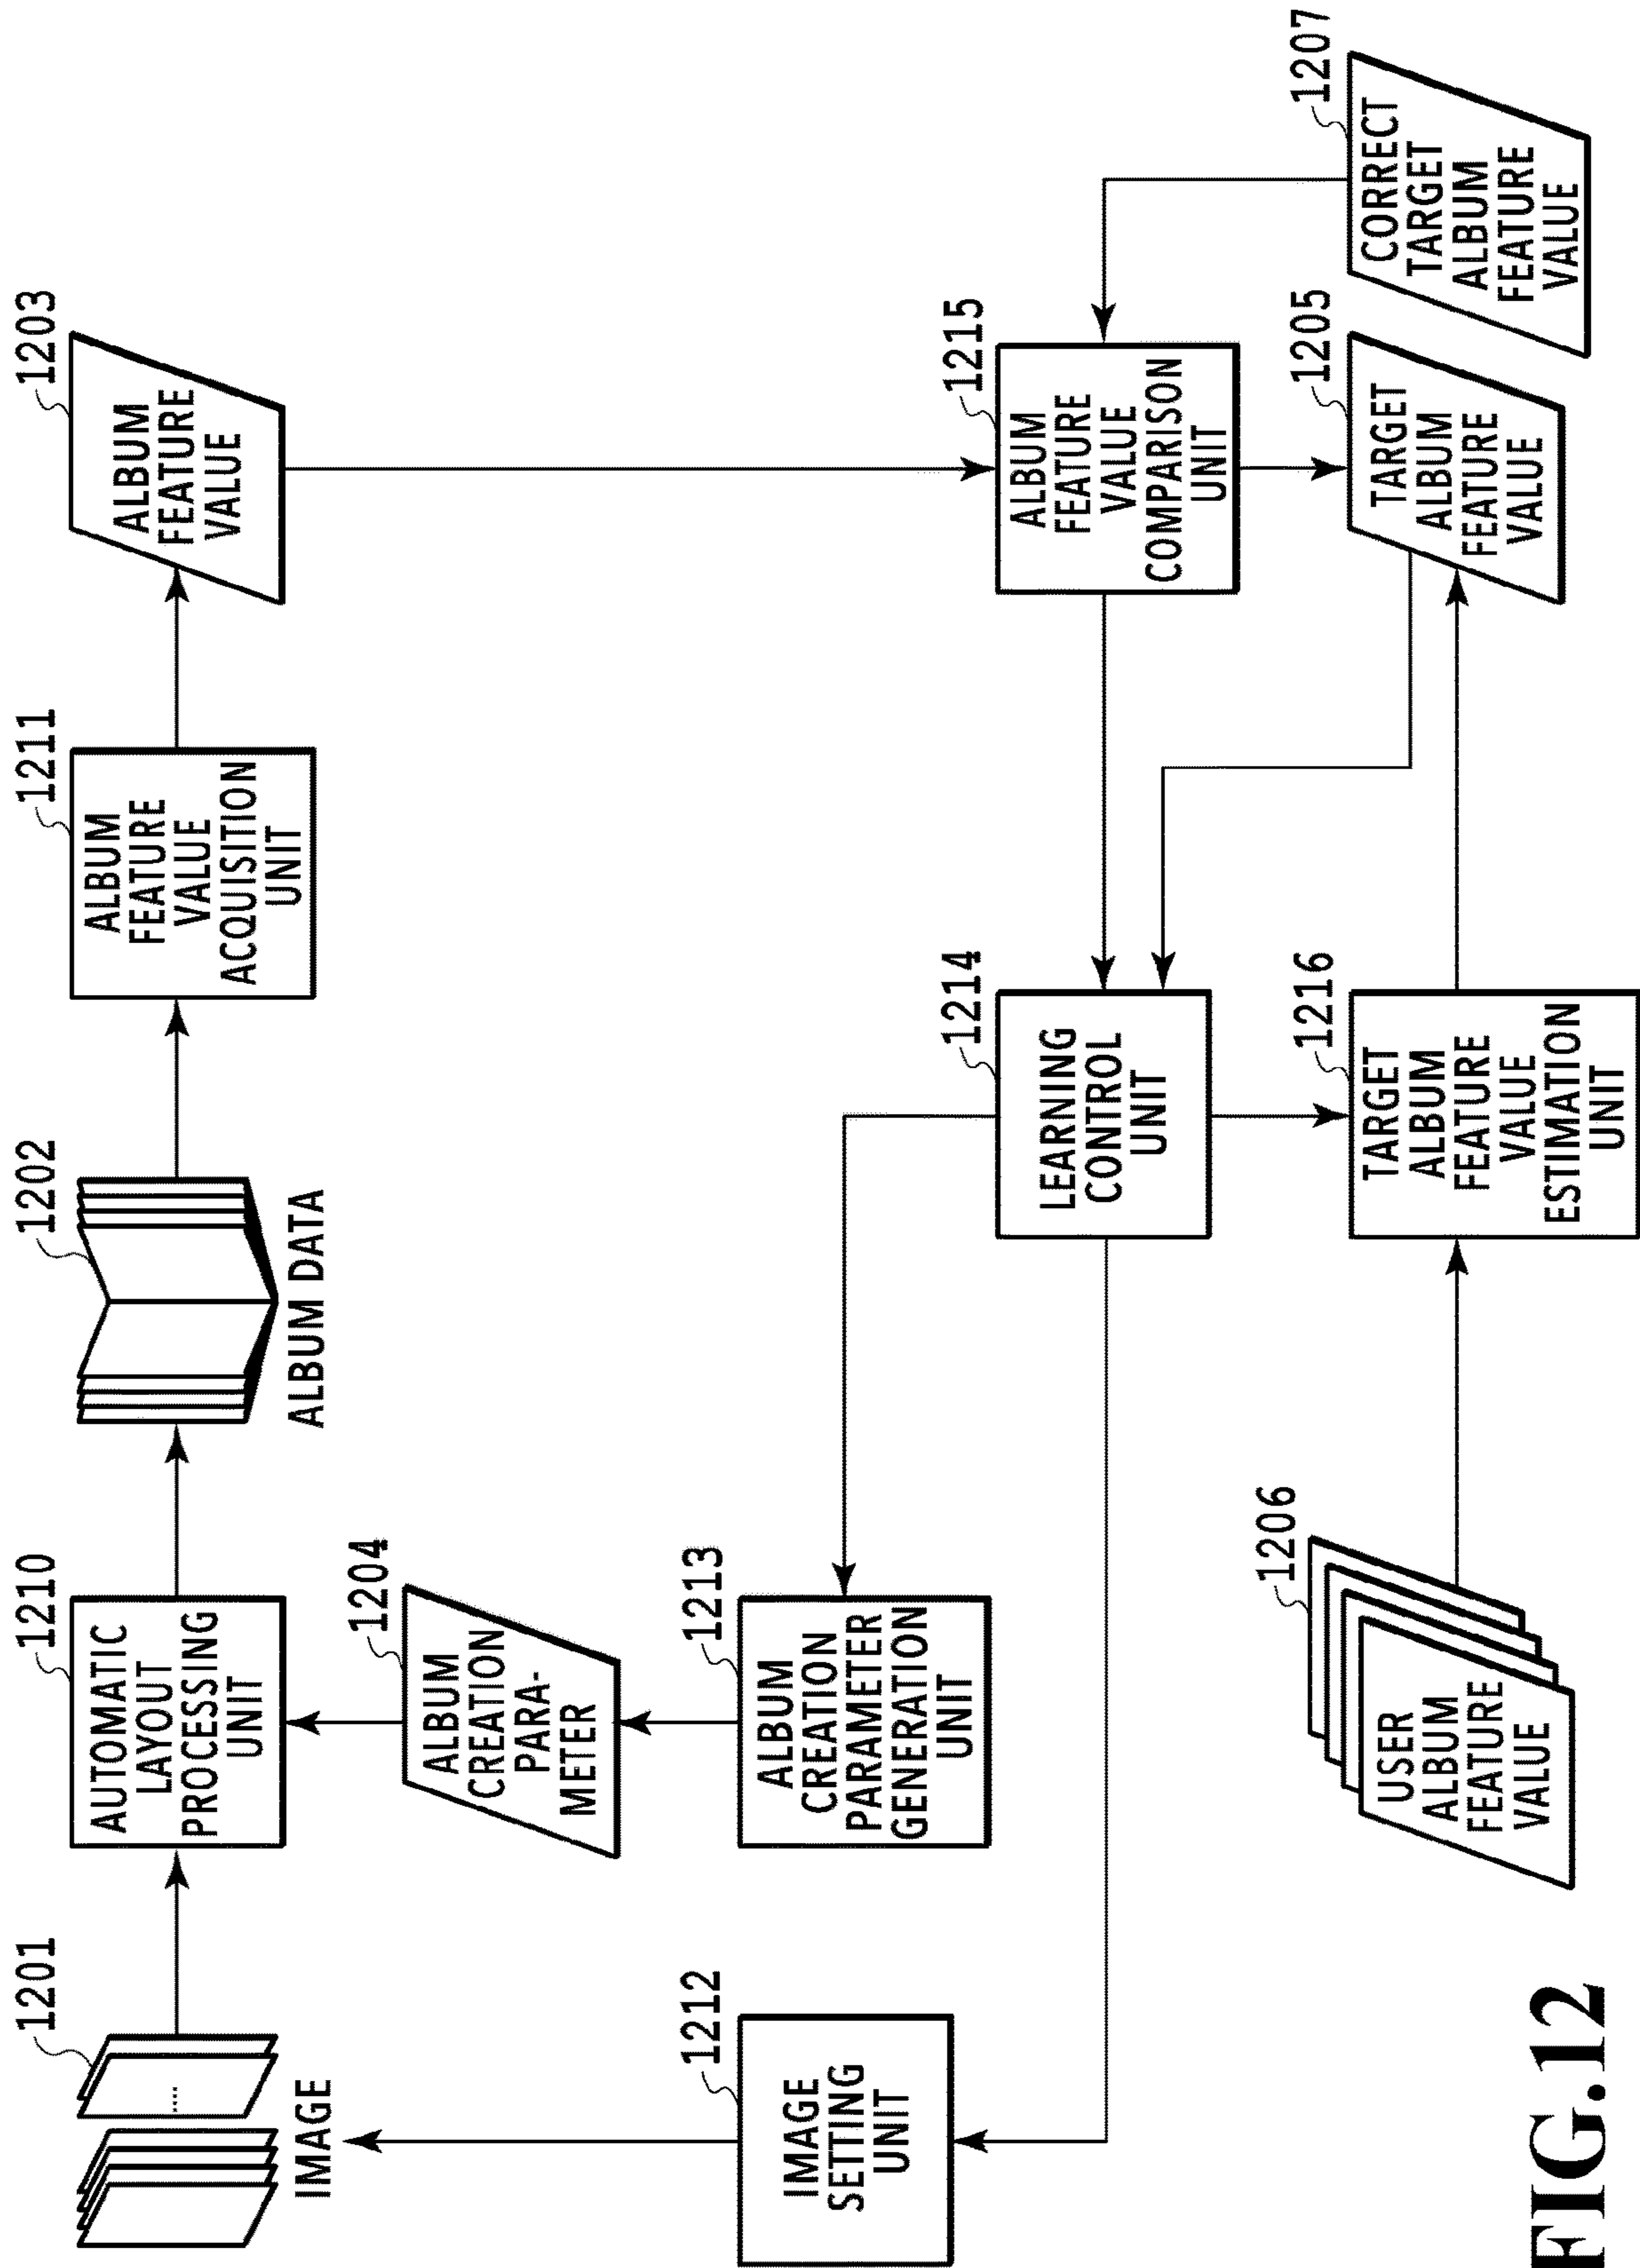 1201
IMAGE
1210
AUTOMATIC
LAYOUT
PROCESSING
UNIT
1202
ALBUM DATA
1211
ALBUM
FEATURE
VALUE
ACQUISITION
UNIT
1203
ALBUM
FEATURE
VALUE
1204
ALBUM
CREATION
PARA-
METER
1212
IMAGE
SETTING
UNIT
1213
ALBUM
CREATION
PARAMETER
GENERATION
UNIT
1214
LEARNING
CONTROL
UNIT
1215
ALBUM
FEATURE
VALUE
COMPARISON
UNIT
1206
USER
ALBUM
FEATURE
VALUE
1216
TARGET
ALBUM
FEATURE
VALUE
ESTIMATION
UNIT
1205
TARGET
ALBUM
FEATURE
VALUE
1207
CORRECT
TARGET
ALBUM
FEATURE
VALUE
FIG.12